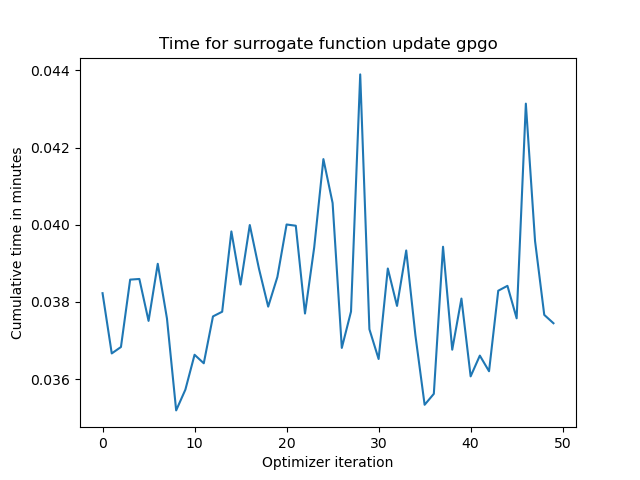 Time for surrogate function update gpgo
Cumulative time in minutes
0.044
0.042
0.040
0.038
0.036
0 10 20 30 40 50
Optimizer iteration